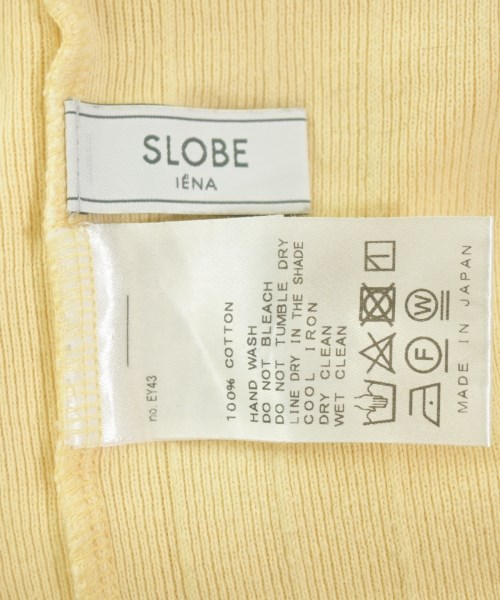 SLOBE
IÉNA
no. EY43
100% COTTON
HAND WASH
DO NOT BLEACH
DO NOT TUMBLE DRY
LINE DRY IN THE SHADE
COOL IRON
DRY CLEAN
WET CLEAN
F
W
MADE IN JAPAN